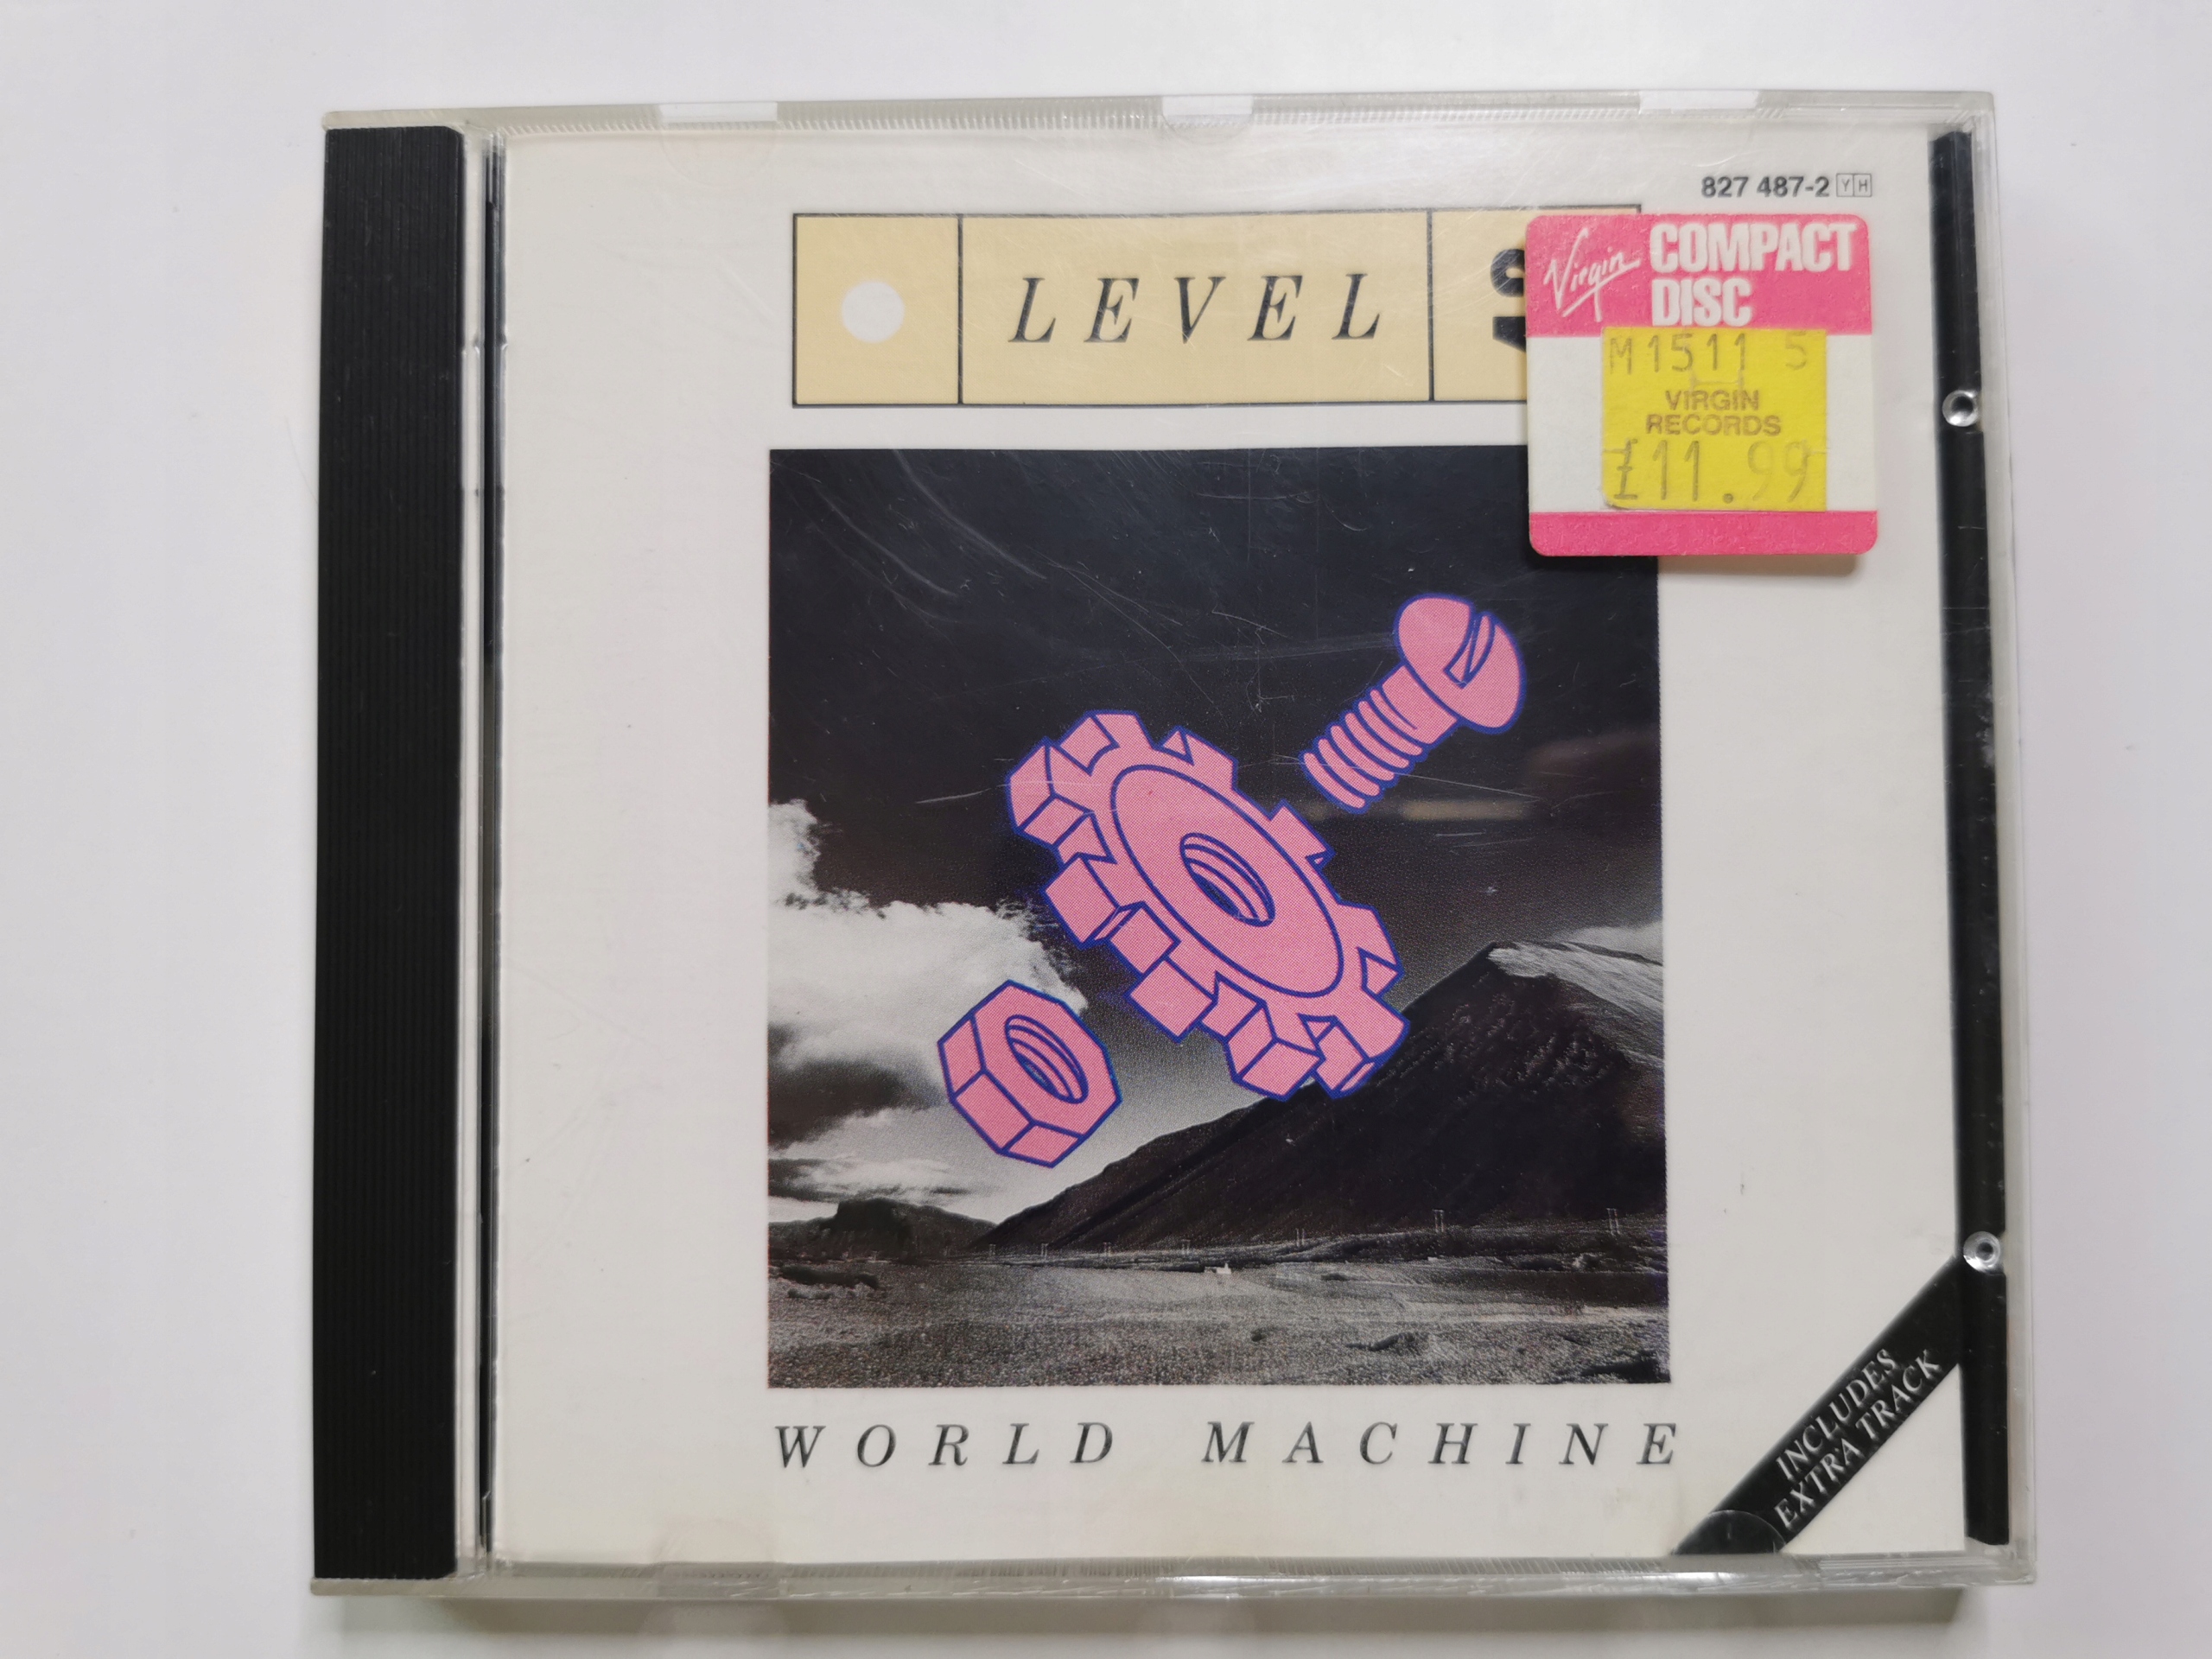 827 487-2 YH
LEVEL
Virgin COMPACT
DISC
M1511 5
VIRGIN
RECORDS
£11.99
WORLD MACHINE
INCLUDES
EXTRA TRACK